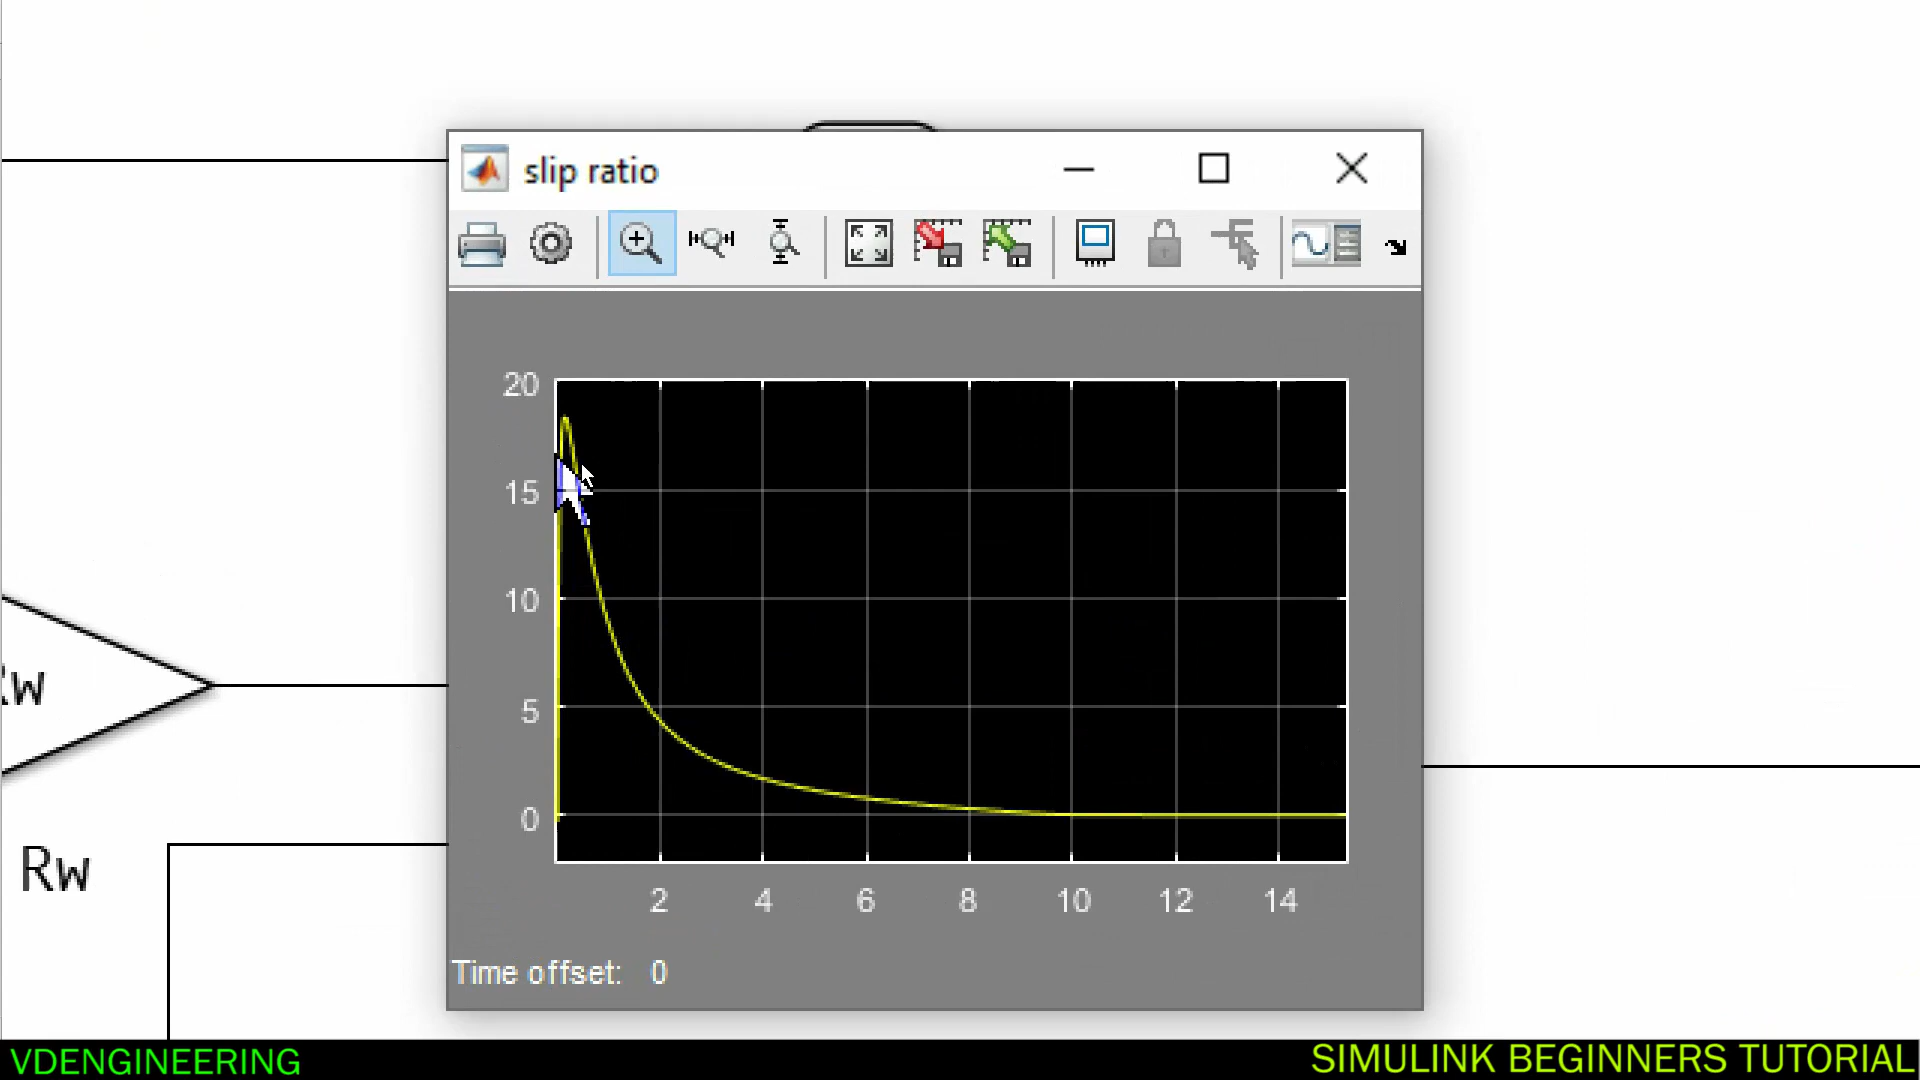 slip ratio
20
15
10
5
0
2 4 6 8 10 12 14
Time offset: 0
Rw
VDENGINEERING
SIMULINK BEGINNERS TUTORIAL